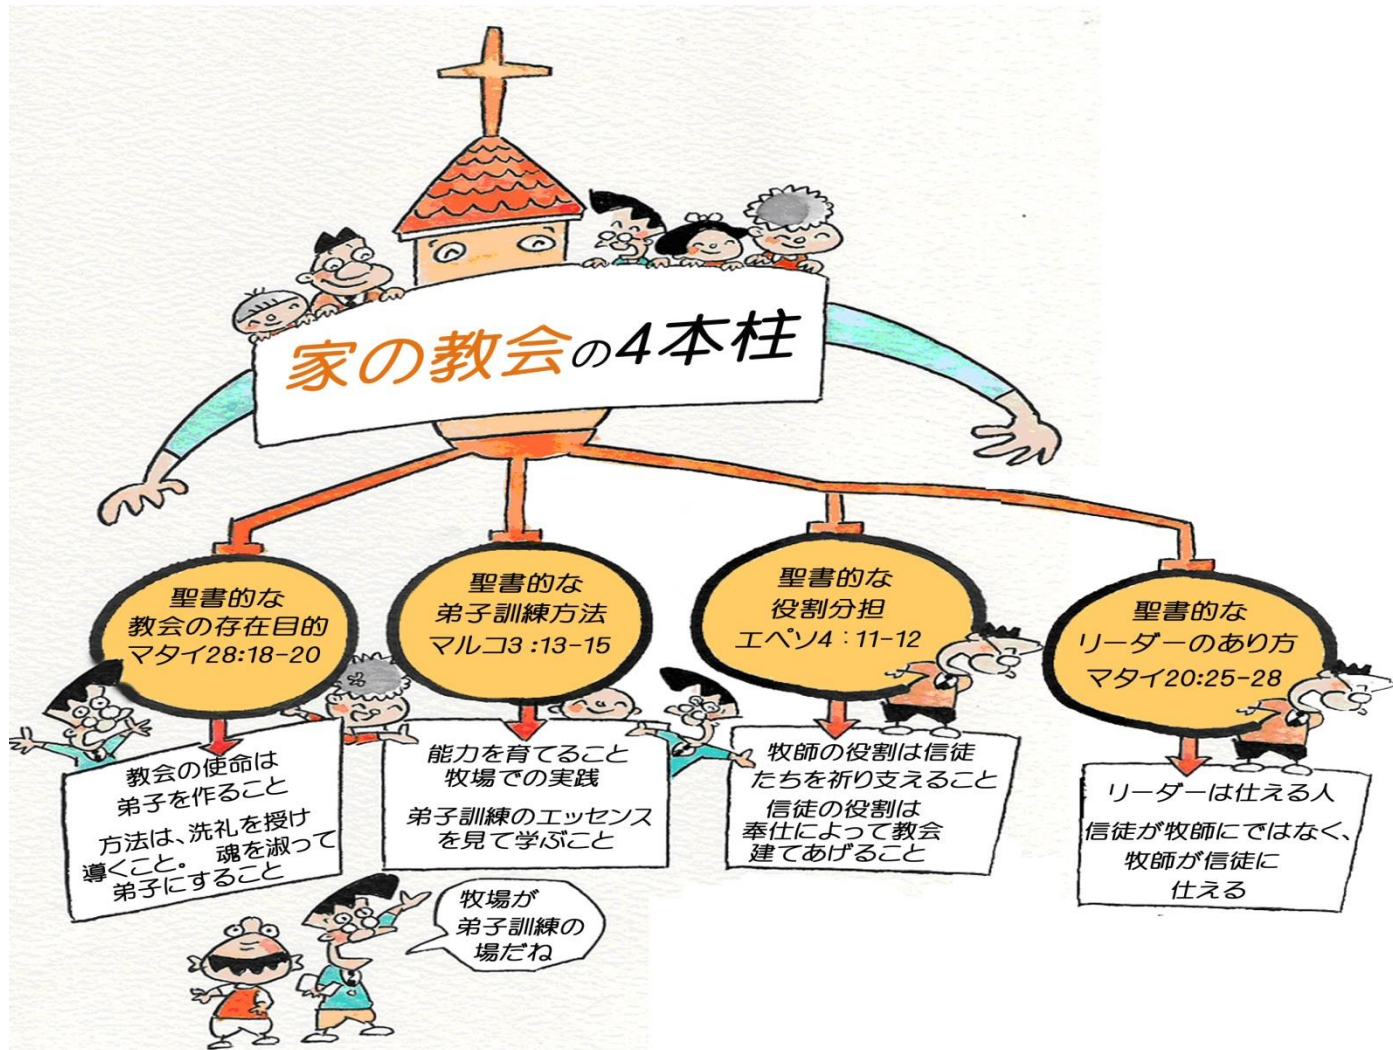 家の教会の4本柱
聖書的な
教会の存在目的
マタイ28:18-20
教会の使命は
弟子を作ること
方法は、洗礼を授け
導くこと。 魂を淑って
弟子にすること
聖書的な
弟子訓練方法
マルコ3:13-15
能力を育てること
牧場での実践
弟子訓練のエッセンス
を見て学ぶこと
聖書的な
役割分担
エペソ4:11-12
牧師の役割は信徒
たちを祈り支えること
信徒の役割は
奉仕によって教会
建てあげること
聖書的な
リーダーのあり方
マタイ20:25-28
リーダーは仕える人
信徒が牧師にではなく、
牧師が信徒に
仕える
牧場が
弟子訓練の
場だね